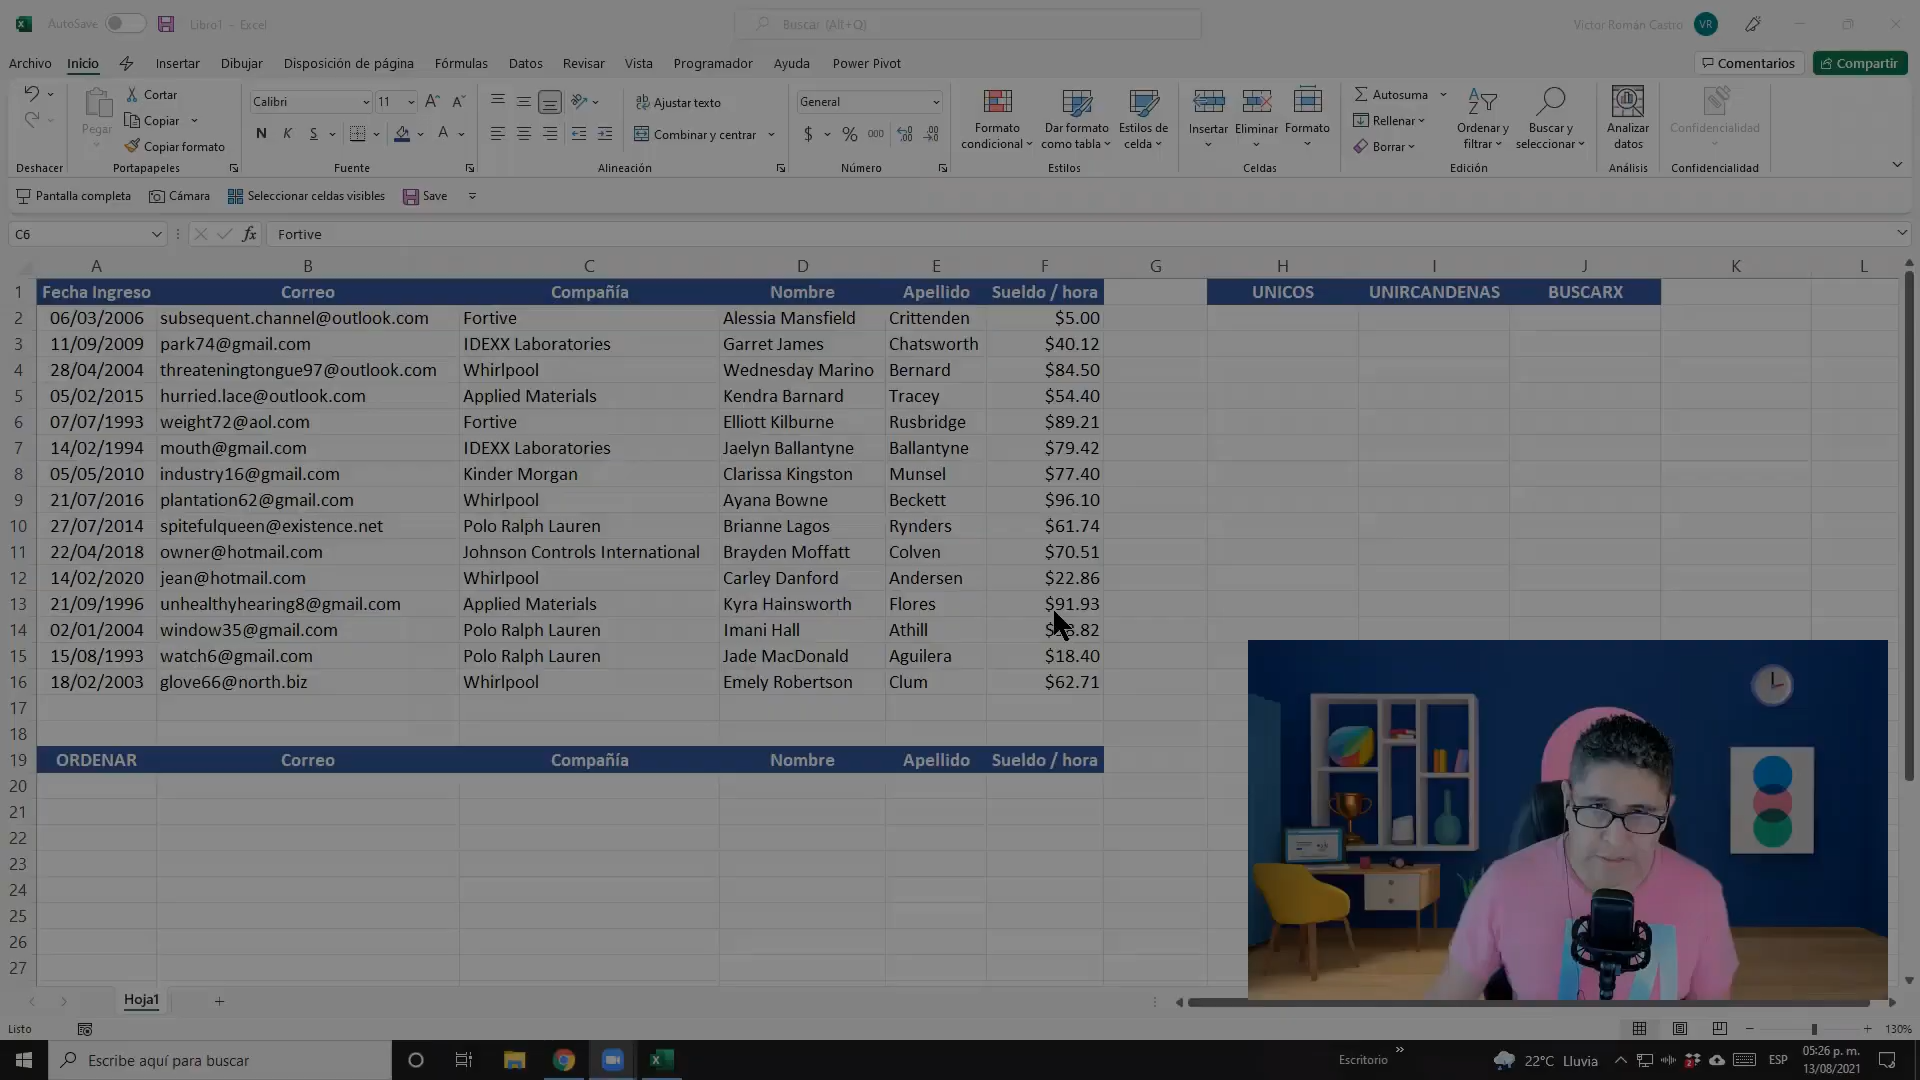 AutoSave Libro1 - Excel Buscar (Alt+Q) Victor Román Castro VR
Archivo Inicio Insertar Dibujar Disposición de página Fórmulas Datos Revisar Vista Programador Ayuda Power Pivot Comentarios Compartir
Pegar Cortar Copiar Copiar formato
Calibri 11 N K S
Ajustar texto Combinar y centrar
General $ % 000
Formato condicional Dar formato como tabla Estilos de celda
Insertar Eliminar Formato
Autosuma Rellenar Borrar Ordenar y filtrar Buscar y seleccionar
Analizar datos Confidencialidad
Deshacer Portapapeles Fuente Alineación Número Estilos Celdas Edición Análisis Confidencialidad
Pantalla completa Cámara Seleccionar celdas visibles Save
C6 fx Fortive
A B C D E F G H I J K L
1 Fecha Ingreso Correo Compañía Nombre Apellido Sueldo / hora UNICOS UNIRCANDENAS BUSCARX
2 06/03/2006 subsequent.channel@outlook.com Fortive Alessia Mansfield Crittenden $5.00
3 11/09/2009 park74@gmail.com IDEXX Laboratories Garret James Chatsworth $40.12
4 28/04/2004 threateningtongue97@outlook.com Whirlpool Wednesday Marino Bernard $84.50
5 05/02/2015 hurried.lace@outlook.com Applied Materials Kendra Barnard Tracey $54.40
6 07/07/1993 weight72@aol.com Fortive Elliott Kilburne Rusbridge $89.21
7 14/02/1994 mouth@gmail.com IDEXX Laboratories Jaelyn Ballantyne Ballantyne $79.42
8 05/05/2010 industry16@gmail.com Kinder Morgan Clarissa Kingston Munsel $77.40
9 21/07/2016 plantation62@gmail.com Whirlpool Ayana Bowne Beckett $96.10
10 27/07/2014 spitefulqueen@existence.net Polo Ralph Lauren Brianne Lagos Rynders $61.74
11 22/04/2018 owner@hotmail.com Johnson Controls International Brayden Moffatt Colven $70.51
12 14/02/2020 jean@hotmail.com Whirlpool Carley Danford Andersen $22.86
13 21/09/1996 unhealthyhearing8@gmail.com Applied Materials Kyra Hainsworth Flores $91.93
14 02/01/2004 window35@gmail.com Polo Ralph Lauren Imani Hall Athill
15 15/08/1993 watch6@gmail.com Polo Ralph Lauren Jade MacDonald Aguilera $18.40
16 18/02/2003 glove66@north.biz Whirlpool Emely Robertson Clum $62.71
17
18
19 ORDENAR Correo Compañía Nombre Apellido Sueldo / hora
20
21
22
23
24
25
26
27
Hoja1
Listo 130%
Escribe aquí para buscar Escritorio 22°C Lluvia ESP 05:26 p. m.
13/08/2021